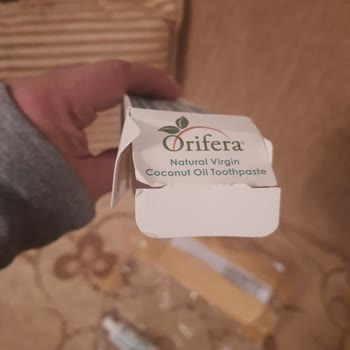 Orifera
Natural Virgin
Coconut Oil Toothpaste